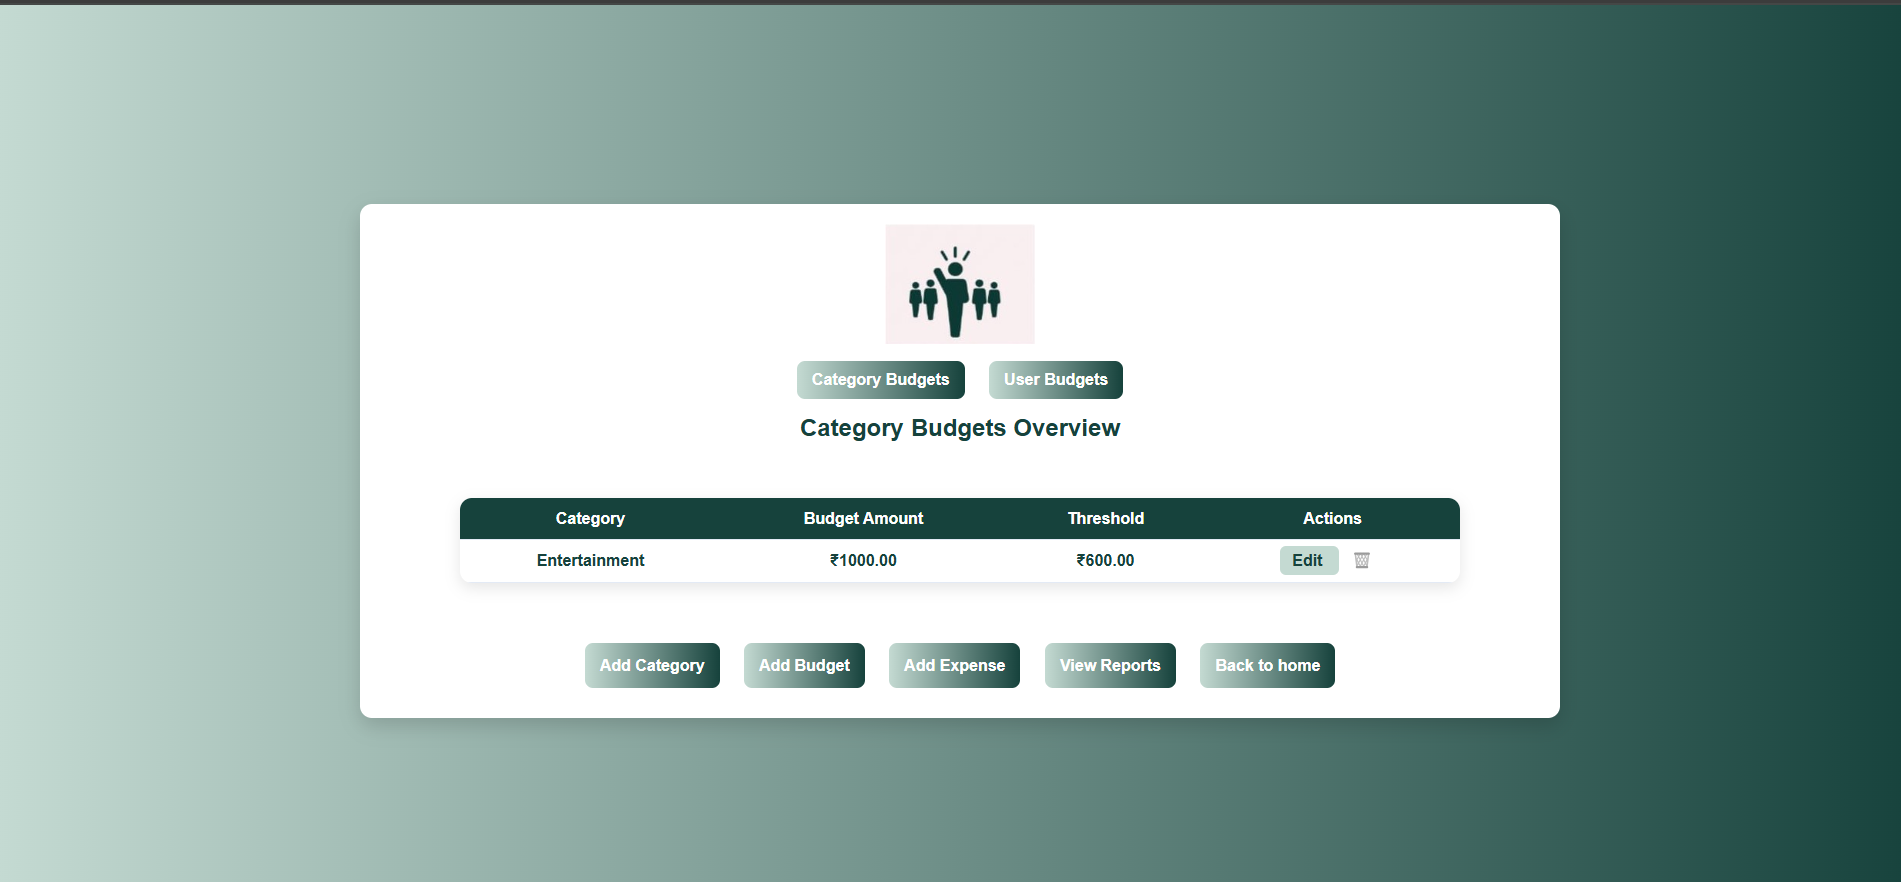 Category Budgets User Budgets
Category Budgets Overview
Category Budget Amount Threshold Actions
Entertainment ₹1000.00 ₹600.00 Edit
Add Category Add Budget Add Expense View Reports Back to home